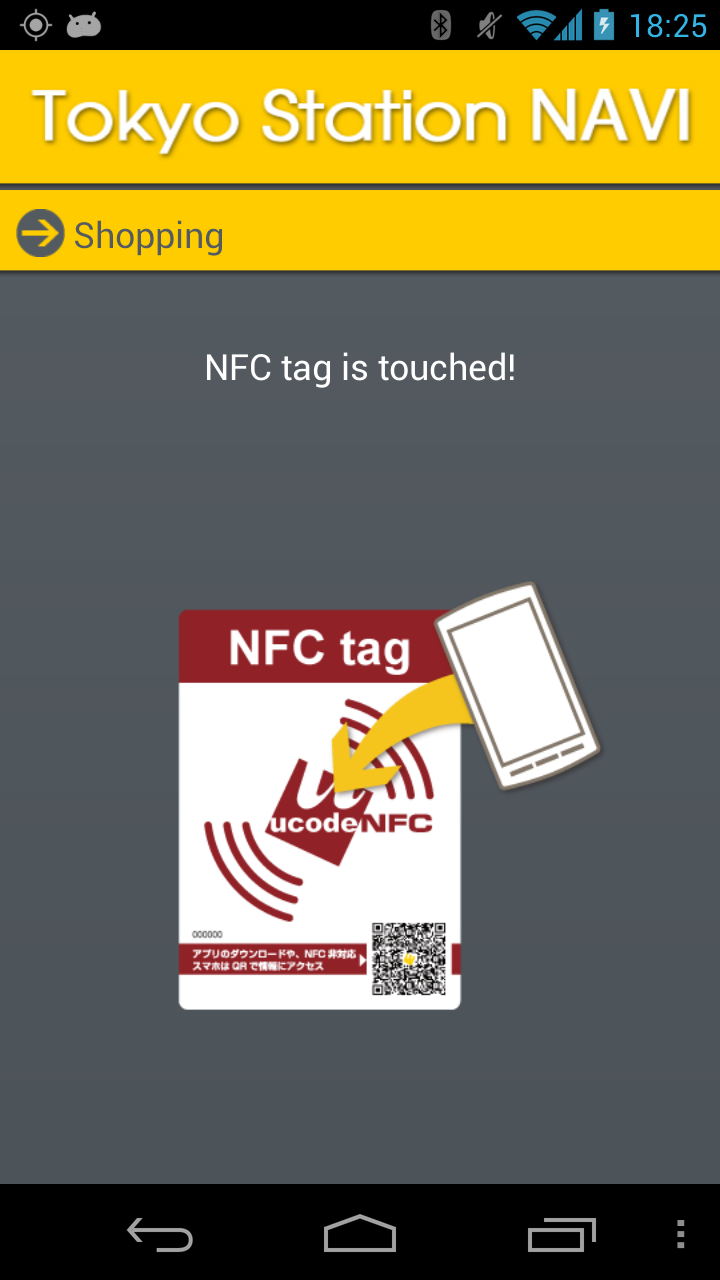 18:25
Tokyo Station NAVI
Shopping
NFC tag is touched!
NFC tag
u
ucodeNFC
000000
アプリのダウンロードや、NFC 非対応
スマホは QR で情報にアクセス